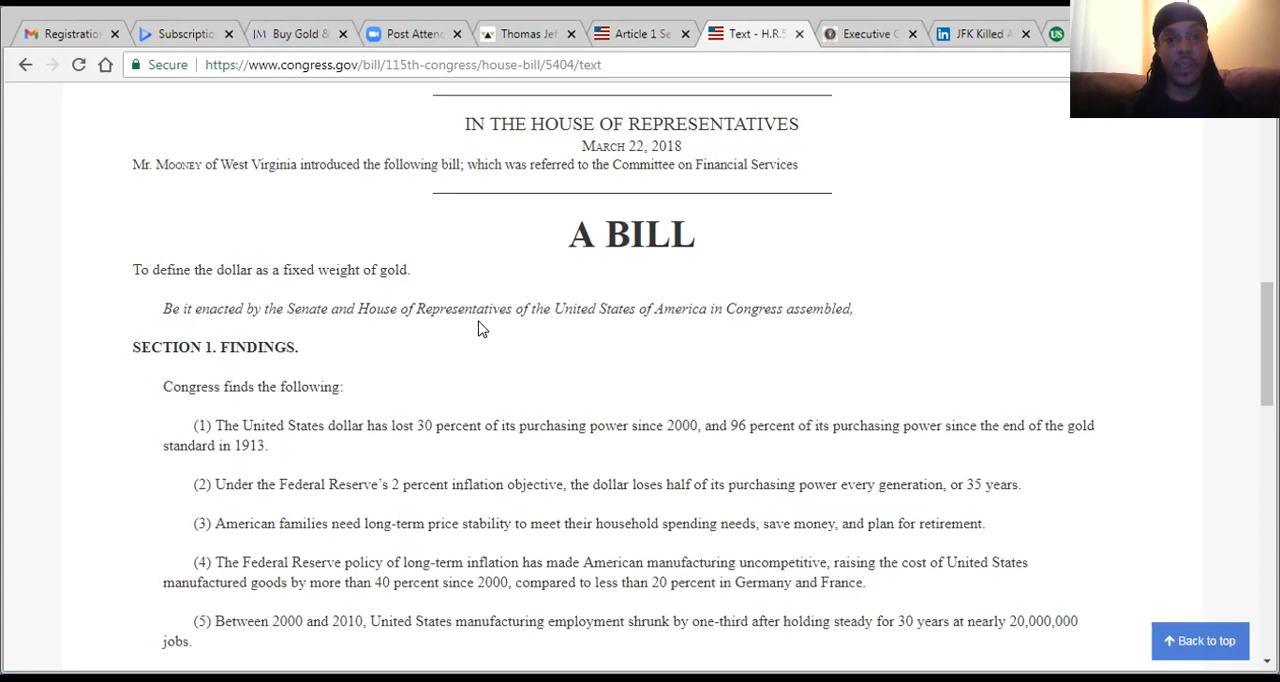 Registratio
Subscriptic
Buy Gold &
Post Attend
Thomas Jef
Article 1 Se
Text - H.R.5
Executive C
JFK Killed A
Secure https://www.congress.gov/bill/115th-congress/house-bill/5404/text
IN THE HOUSE OF REPRESENTATIVES
MARCH 22, 2018
Mr. MOONEY of West Virginia introduced the following bill; which was referred to the Committee on Financial Services
A BILL
To define the dollar as a fixed weight of gold.
Be it enacted by the Senate and House of Representatives of the United States of America in Congress assembled,
SECTION 1. FINDINGS.
Congress finds the following:
(1) The United States dollar has lost 30 percent of its purchasing power since 2000, and 96 percent of its purchasing power since the end of the gold
standard in 1913.
(2) Under the Federal Reserve’s 2 percent inflation objective, the dollar loses half of its purchasing power every generation, or 35 years.
(3) American families need long-term price stability to meet their household spending needs, save money, and plan for retirement.
(4) The Federal Reserve policy of long-term inflation has made American manufacturing uncompetitive, raising the cost of United States
manufactured goods by more than 40 percent since 2000, compared to less than 20 percent in Germany and France.
(5) Between 2000 and 2010, United States manufacturing employment shrunk by one-third after holding steady for 30 years at nearly 20,000,000
jobs.
Back to top